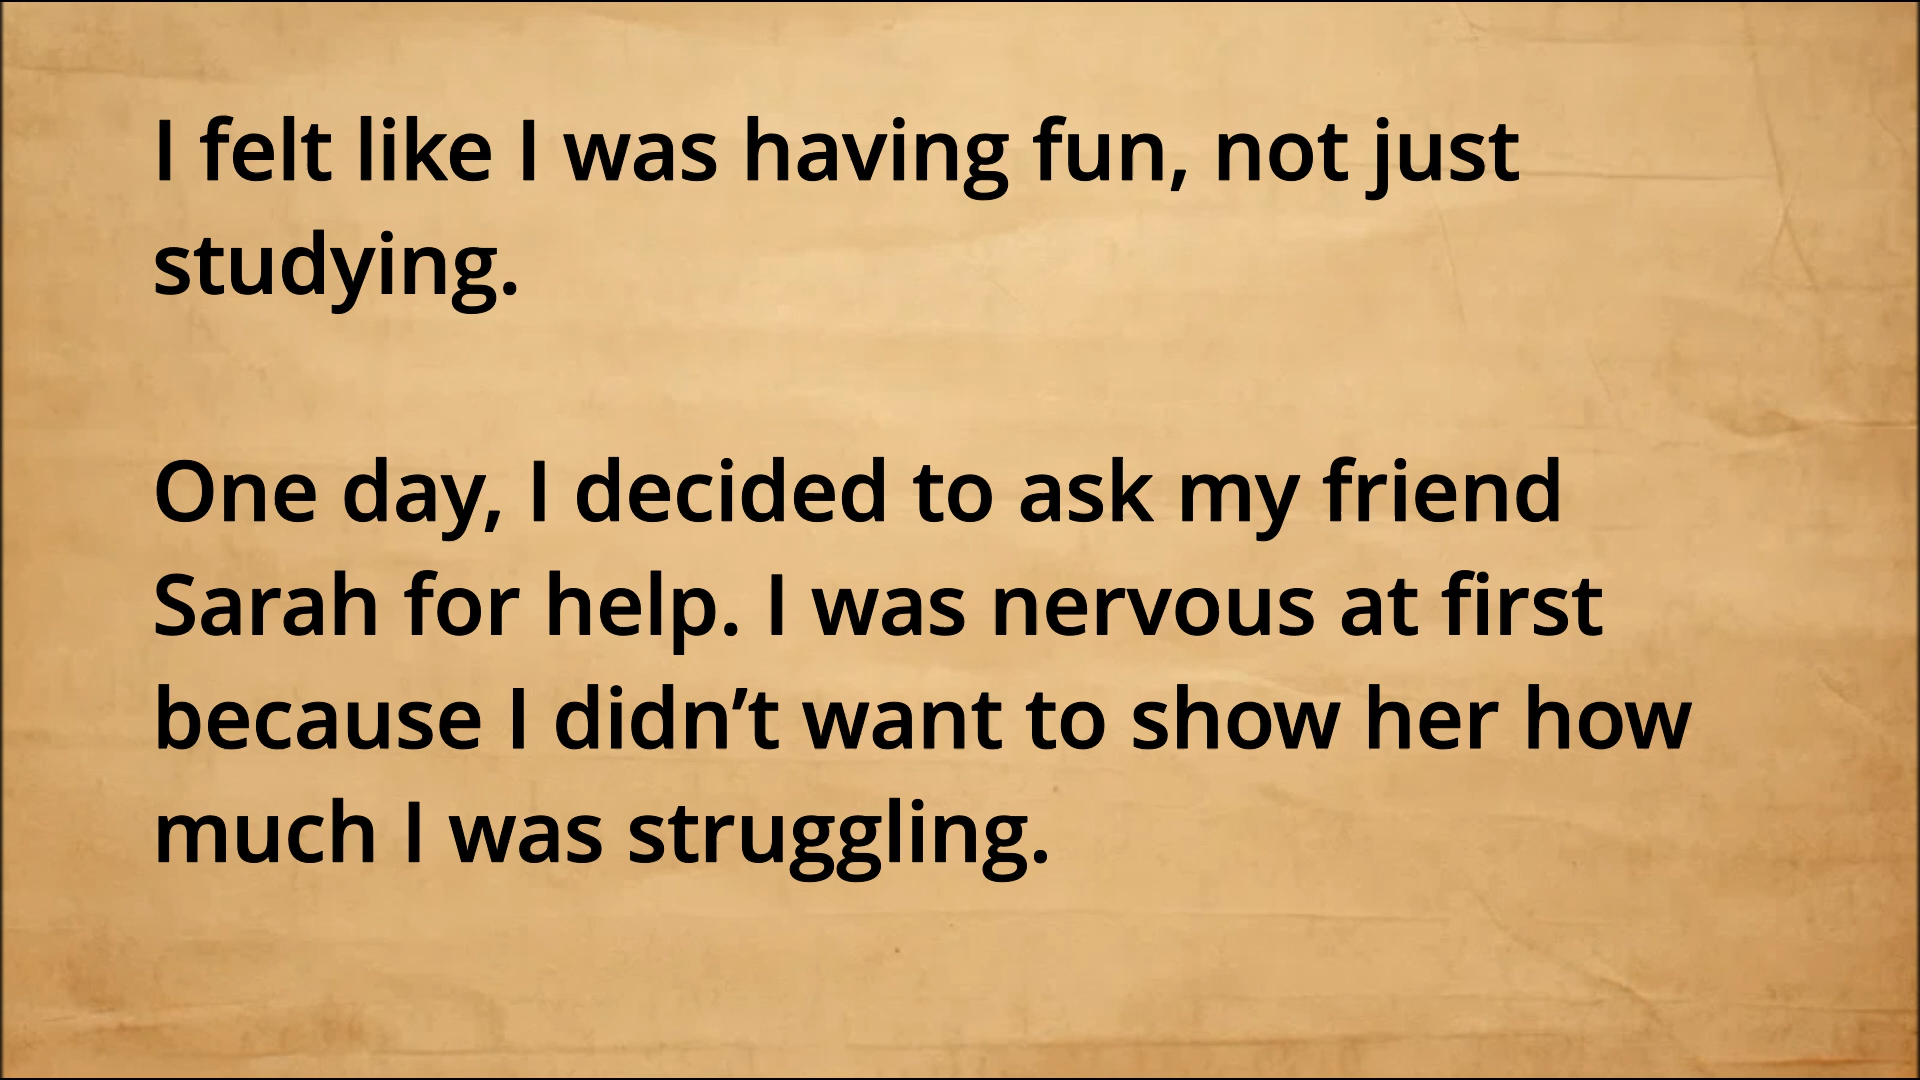 I felt like I was having fun, not just
studying.
One day, I decided to ask my friend
Sarah for help. I was nervous at first
because I didn’t want to show her how
much I was struggling.